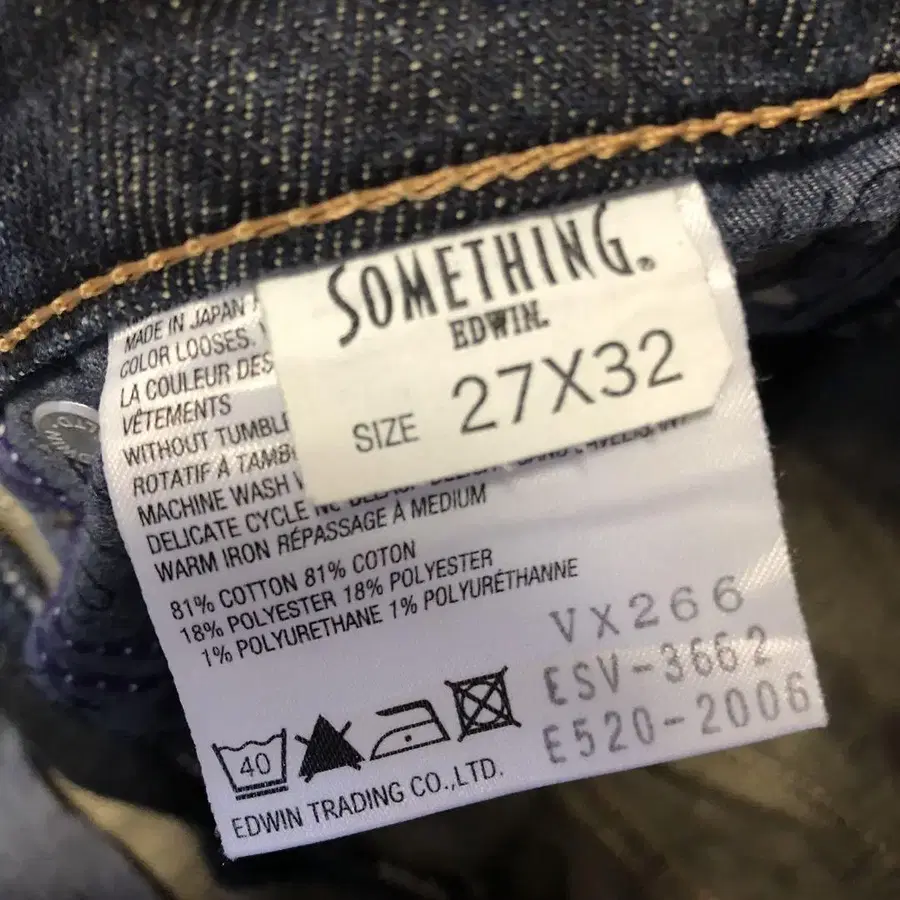 SOMETHING®
EDWIN.
SIZE 27X32
MADE IN JAPAN
COLOR LOOSES.
LA COULEUR DES
VÊTEMENTS
WITHOUT TUMBL
ROTATIF À TAMB
MACHINE WASH
DELICATE CYCLE
WARM IRON RÉPASSAGE À MEDIUM
81% COTTON 81% COTON
18% POLYESTER 18% POLYESTER
1% POLYURETHANE 1% POLYURÉTHANNE
VX266
ESV-3662
E520-2006
40
EDWIN TRADING CO.,LTD.